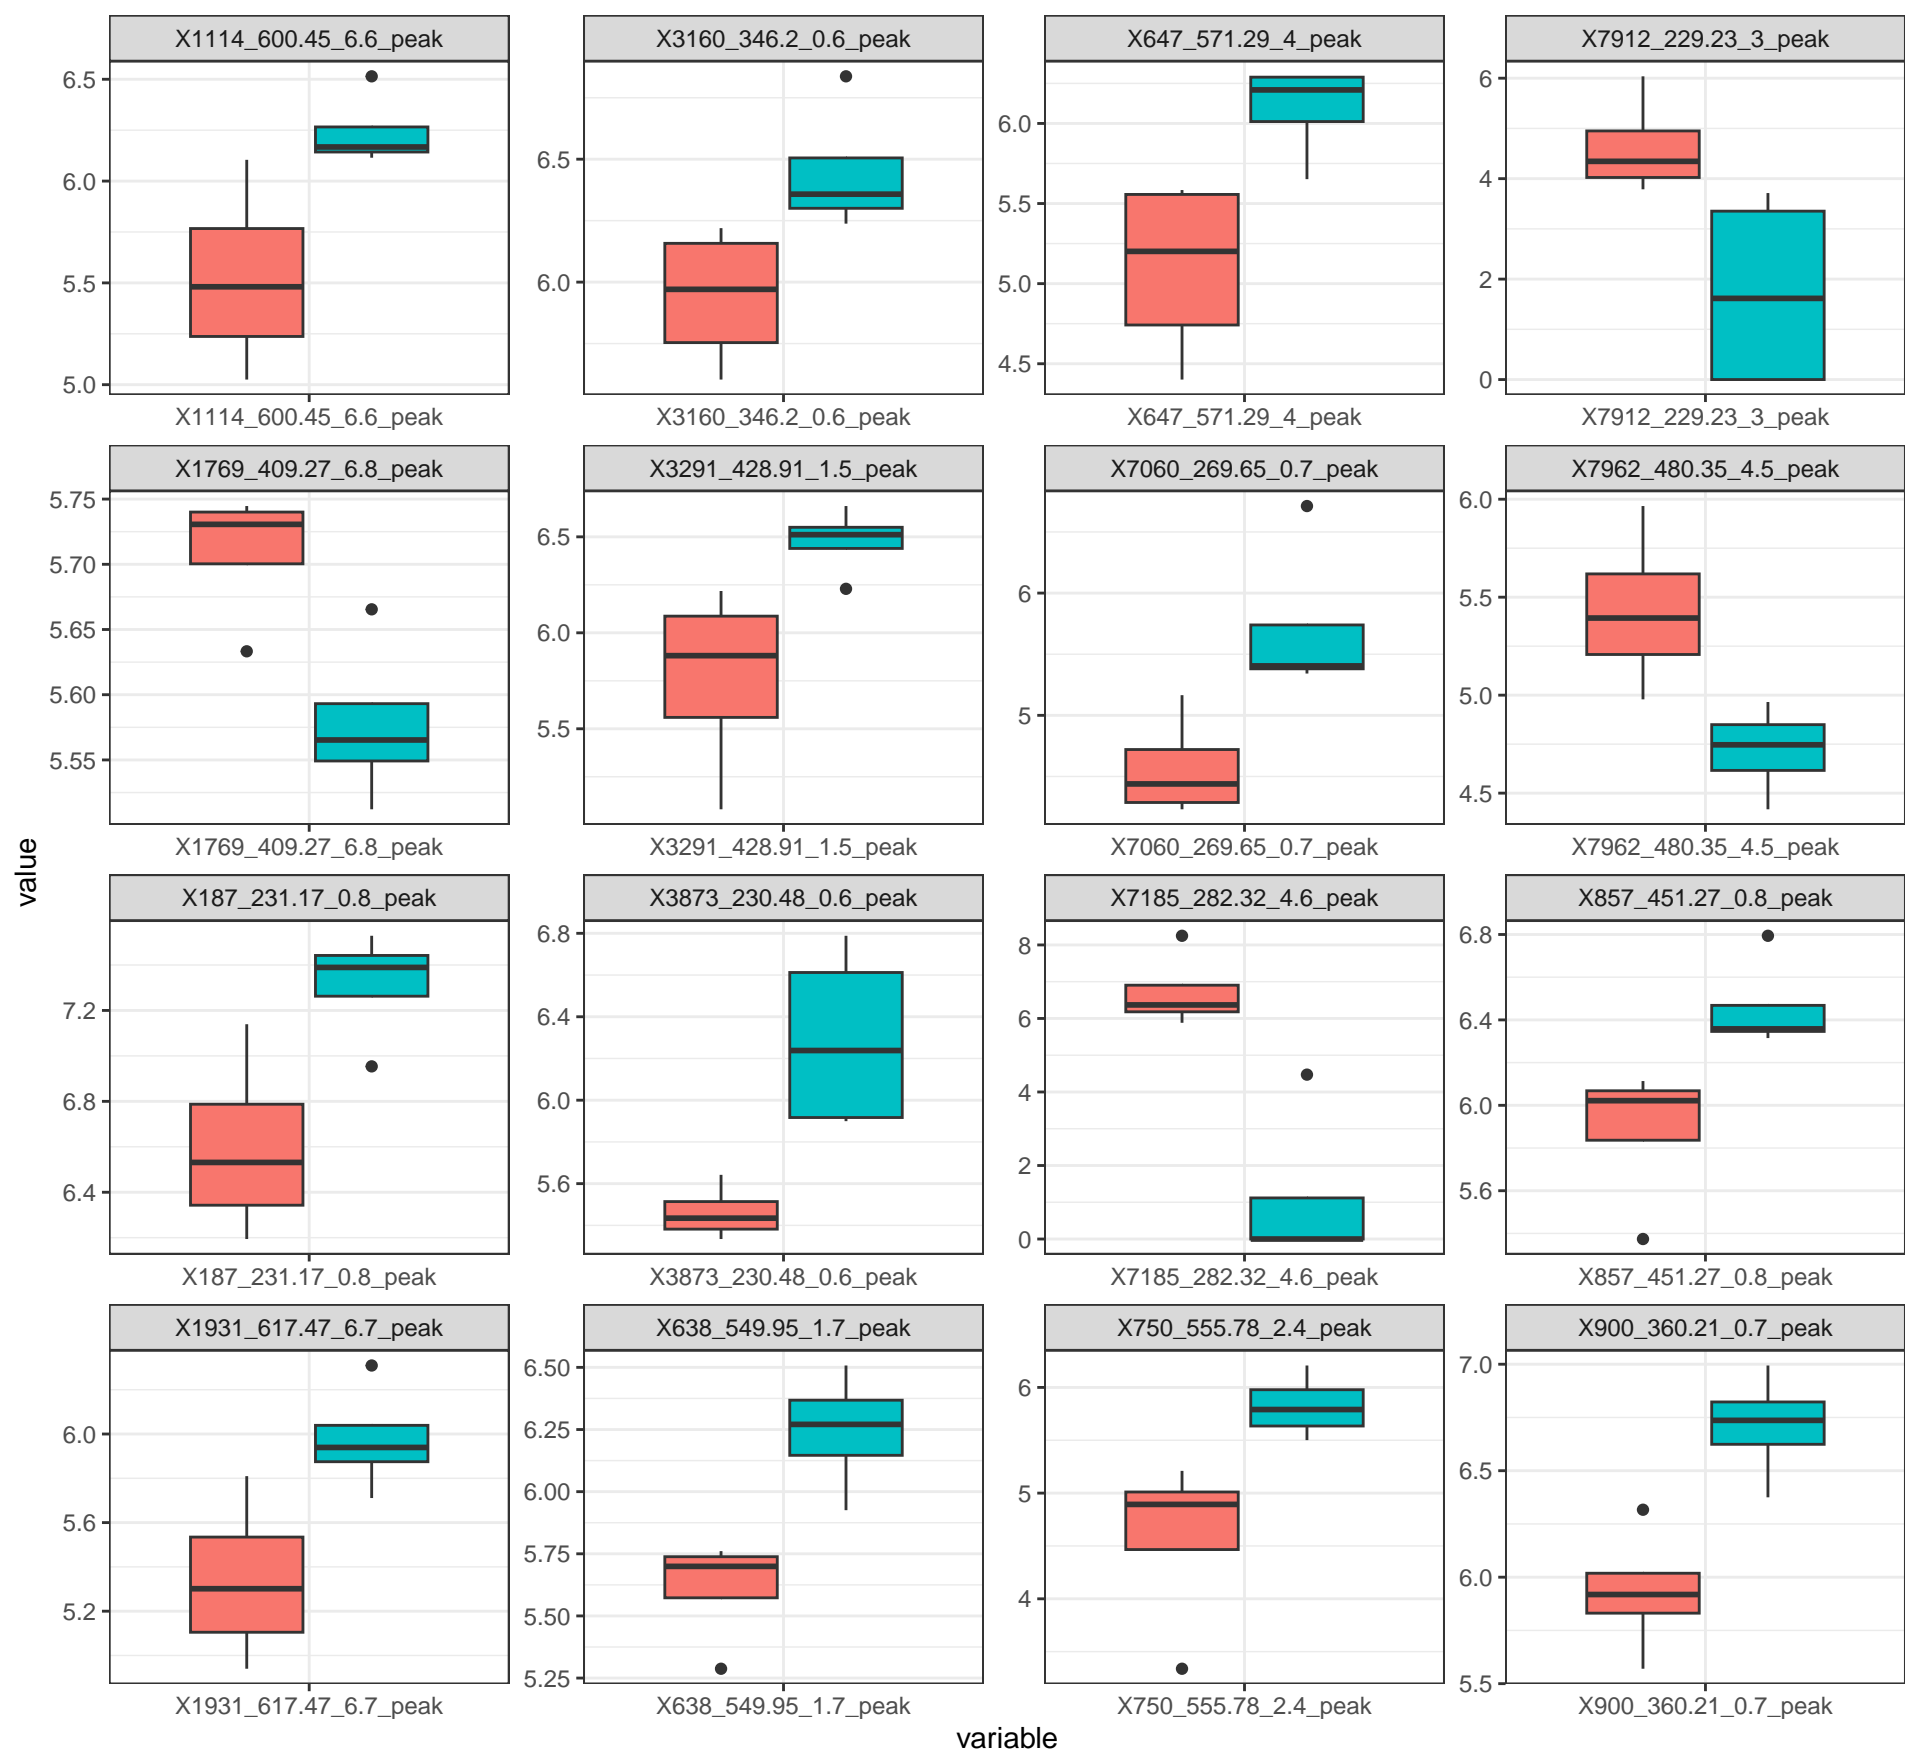 X1114_600.45_6.6_peak
X3160_346.2_0.6_peak
X647_571.29_4_peak
X7912_229.23_3_peak
6.5
6.0
5.5
5.0
6.5
6.0
6.0
5.5
5.0
4.5
6
4
2
0
X1114_600.45_6.6_peak
X3160_346.2_0.6_peak
X647_571.29_4_peak
X7912_229.23_3_peak
X1769_409.27_6.8_peak
X3291_428.91_1.5_peak
X7060_269.65_0.7_peak
X7962_480.35_4.5_peak
5.75
5.70
5.65
5.60
5.55
6.5
6.0
5.5
6
5
6.0
5.5
5.0
4.5
X1769_409.27_6.8_peak
X3291_428.91_1.5_peak
X7060_269.65_0.7_peak
X7962_480.35_4.5_peak
value
X187_231.17_0.8_peak
X3873_230.48_0.6_peak
X7185_282.32_4.6_peak
X857_451.27_0.8_peak
7.2
6.8
6.4
6.8
6.4
6.0
5.6
8
6
4
2
0
6.8
6.4
6.0
5.6
X187_231.17_0.8_peak
X3873_230.48_0.6_peak
X7185_282.32_4.6_peak
X857_451.27_0.8_peak
X1931_617.47_6.7_peak
X638_549.95_1.7_peak
X750_555.78_2.4_peak
X900_360.21_0.7_peak
6.0
5.6
5.2
6.50
6.25
6.00
5.75
5.50
5.25
6
5
4
7.0
6.5
6.0
5.5
X1931_617.47_6.7_peak
X638_549.95_1.7_peak
X750_555.78_2.4_peak
X900_360.21_0.7_peak
variable